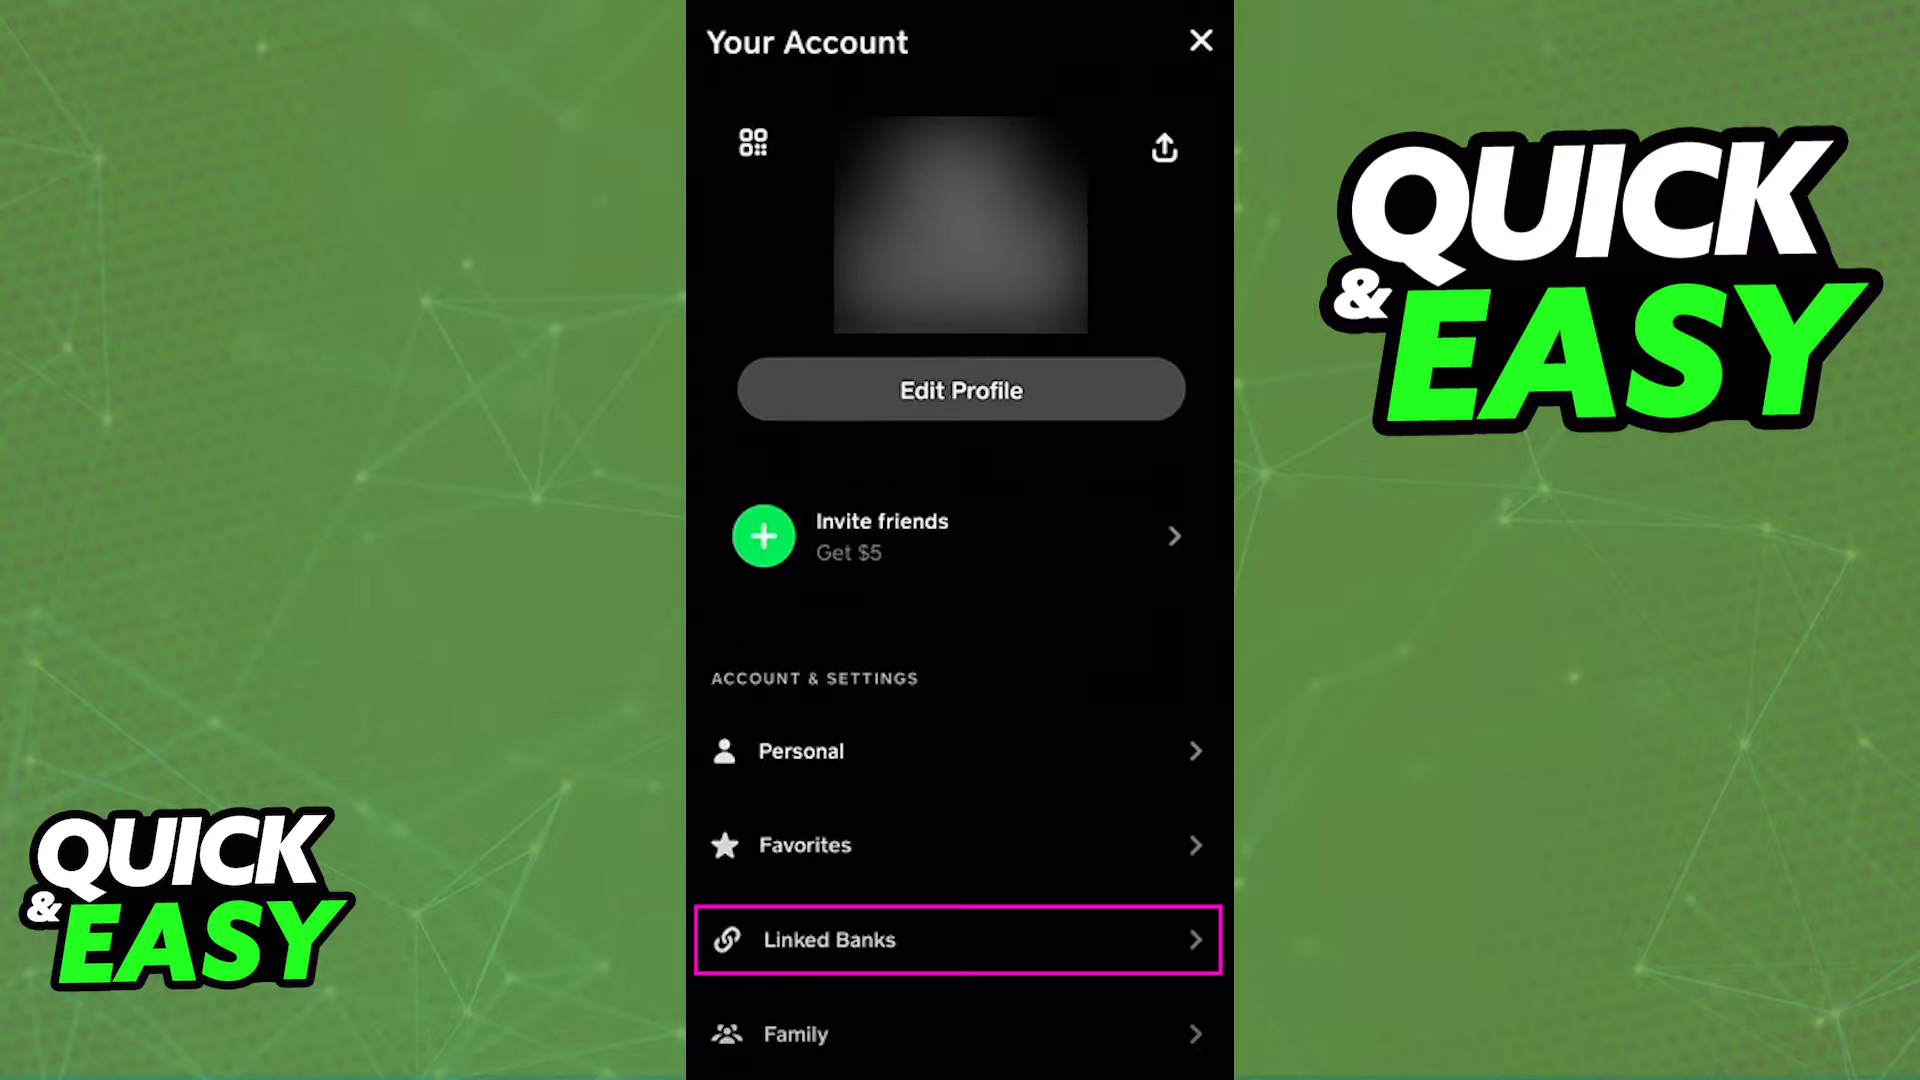 Your Account
Edit Profile
Invite friends
Get $5
ACCOUNT & SETTINGS
Personal
Favorites
Linked Banks
Family
QUICK
& EASY
QUICK
& EASY